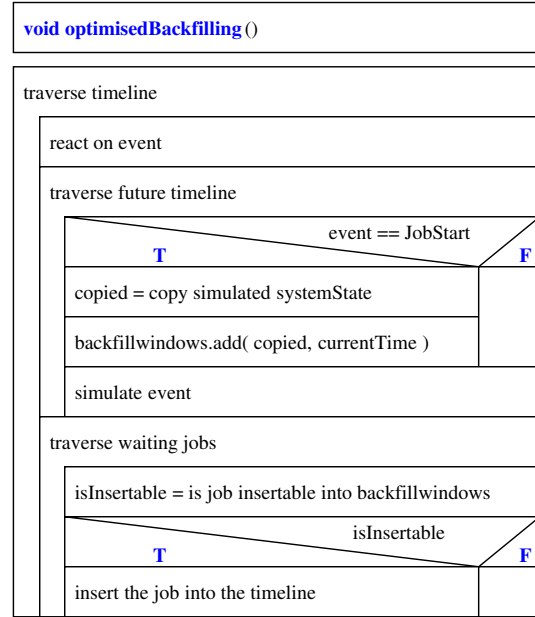 void optimisedBackfilling()
traverse timeline
react on event
traverse future timeline
event == JobStart
T F
copied = copy simulated systemState
backfillwindows.add( copied, currentTime )
simulate event
traverse waiting jobs
isInsertable = is job insertable into backfillwindows
isInsertable
T F
insert the job into the timeline